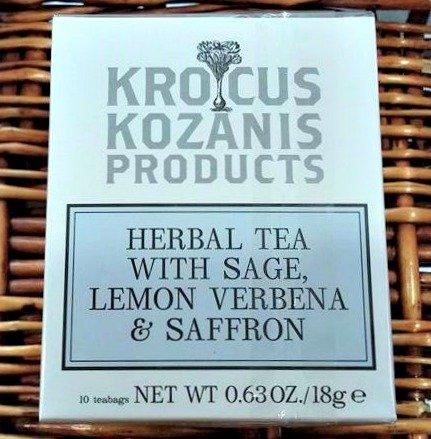 KROCUS
KOZANIS
PRODUCTS
HERBAL TEA
WITH SAGE,
LEMON VERBENA
& SAFFRON
10 teabags NET WT 0.63OZ./18g e